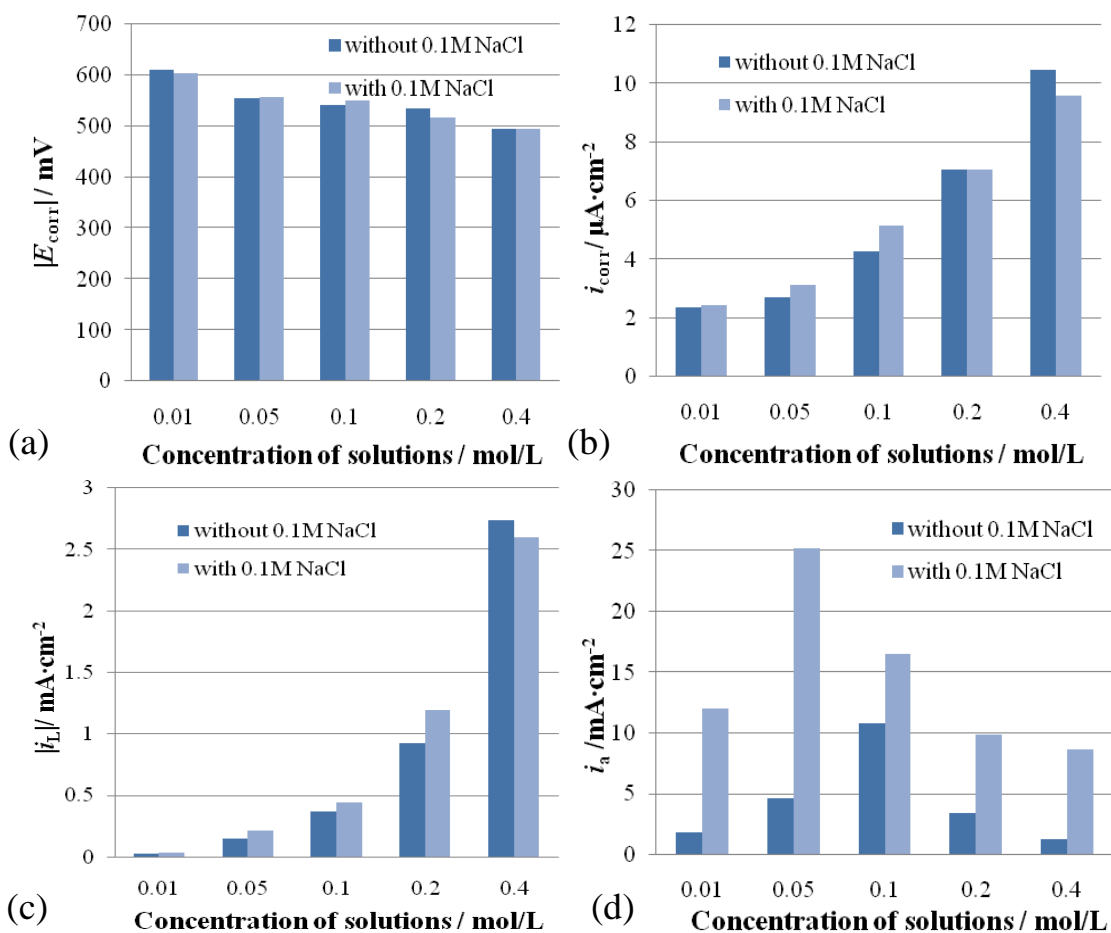 700
600
500
400
300
200
100
0
|E_corr| / mV
without 0.1M NaCl
with 0.1M NaCl
0.01 0.05 0.1 0.2 0.4
Concentration of solutions / mol/L
(a)
12
10
8
6
4
2
0
i_corr/ μA·cm⁻²
without 0.1M NaCl
with 0.1M NaCl
0.01 0.05 0.1 0.2 0.4
Concentration of solutions / mol/L
(b)
3
2.5
2
1.5
1
0.5
0
|i_L|/ mA·cm⁻²
without 0.1M NaCl
with 0.1M NaCl
0.01 0.05 0.1 0.2 0.4
Concentration of solutions / mol/L
(c)
30
25
20
15
10
5
0
i_a /mA·cm⁻²
without 0.1M NaCl
with 0.1M NaCl
0.01 0.05 0.1 0.2 0.4
Concentration of solutions / mol/L
(d)